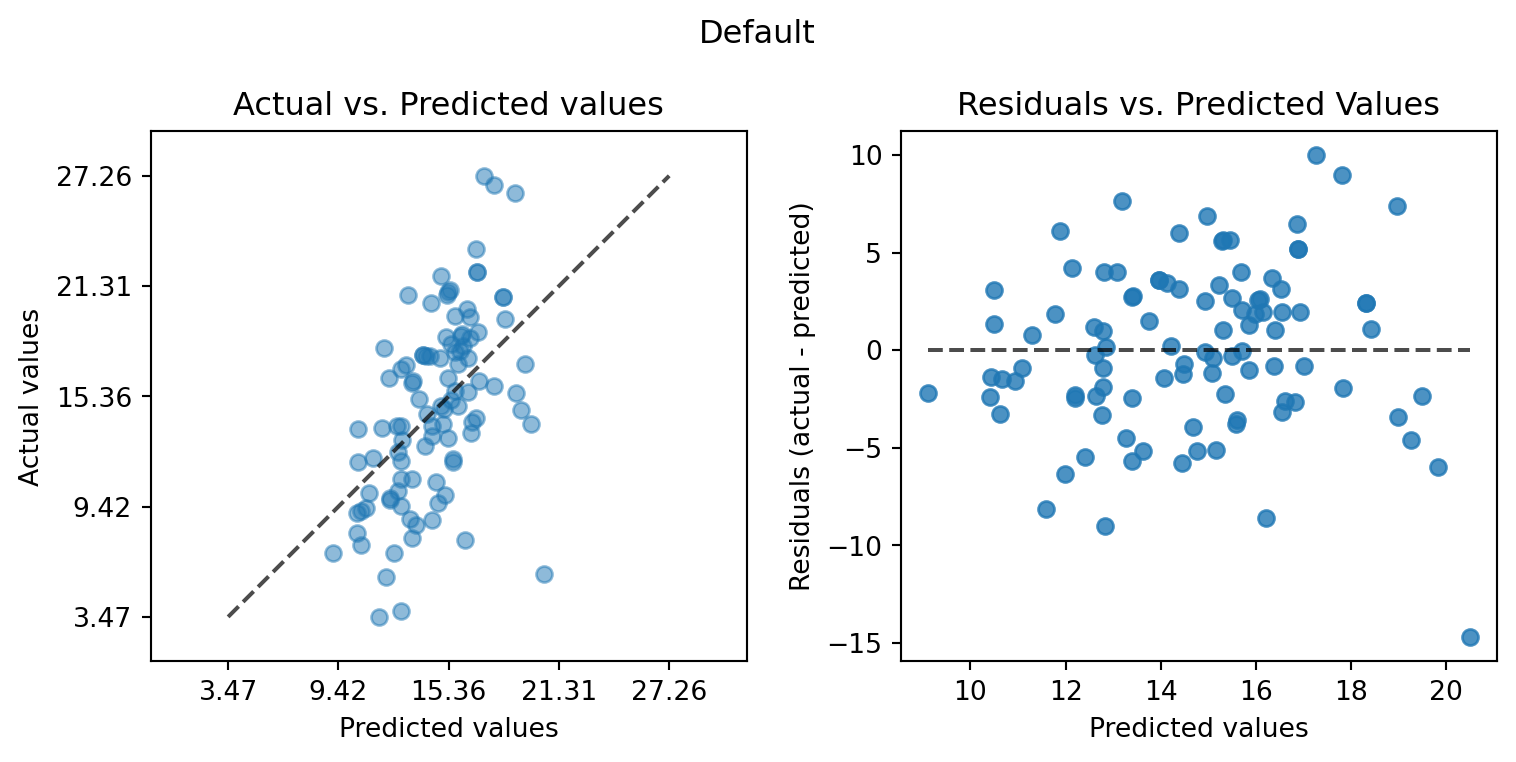 Default
Actual vs. Predicted values
27.26
21.31
15.36
9.42
3.47
Actual values
3.47 9.42 15.36 21.31 27.26
Predicted values
Residuals vs. Predicted Values
10
5
0
−5
−10
−15
Residuals (actual - predicted)
10 12 14 16 18 20
Predicted values